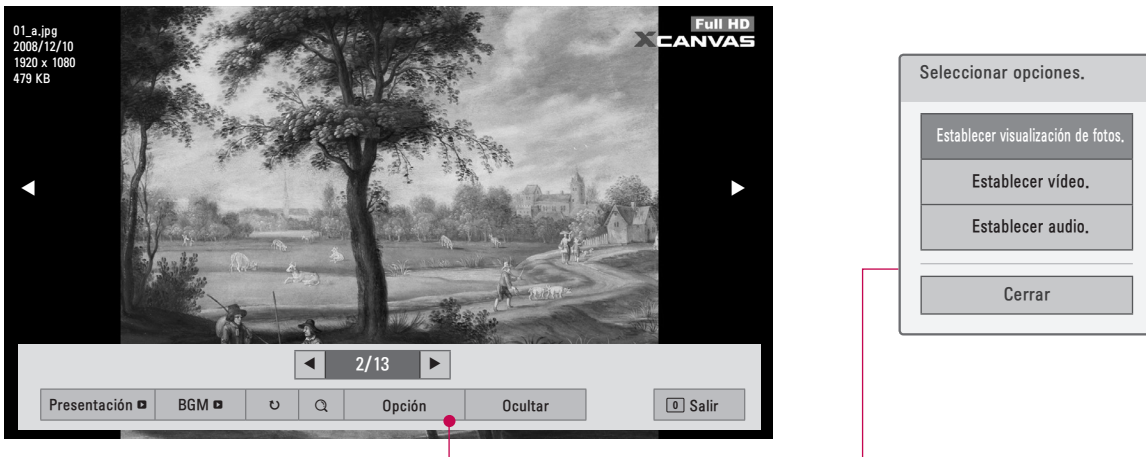 01_a.jpg
2008/12/10
1920 x 1080
479 KB
Full HD
XCANVAS
2/13
Presentación
BGM
Opción
Ocultar
0 Salir
Seleccionar opciones.
Establecer visualización de fotos.
Establecer vídeo.
Establecer audio.
Cerrar